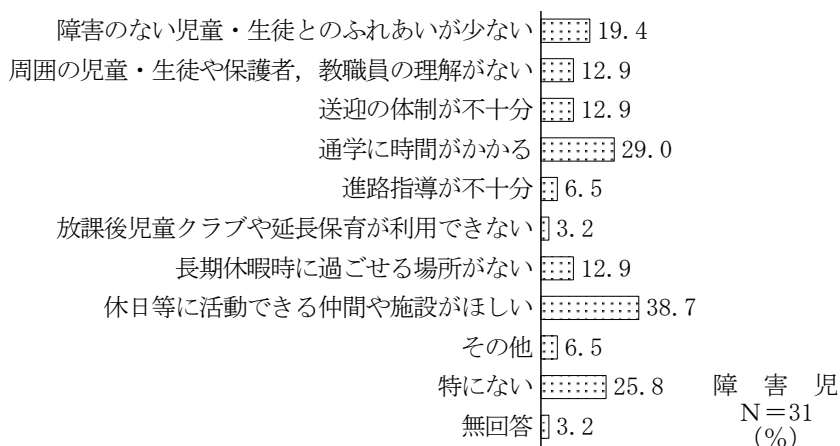 障害のない児童・生徒とのふれあいが少ない 19.4
周囲の児童・生徒や保護者，教職員の理解がない 12.9
送迎の体制が不十分 12.9
通学に時間がかかる 29.0
進路指導が不十分 6.5
放課後児童クラブや延長保育が利用できない 3.2
長期休暇時に過ごせる場所がない 12.9
休日等に活動できる仲間や施設がほしい 38.7
その他 6.5
特にない 25.8
無回答 3.2
障 害 児
N＝31
(%)